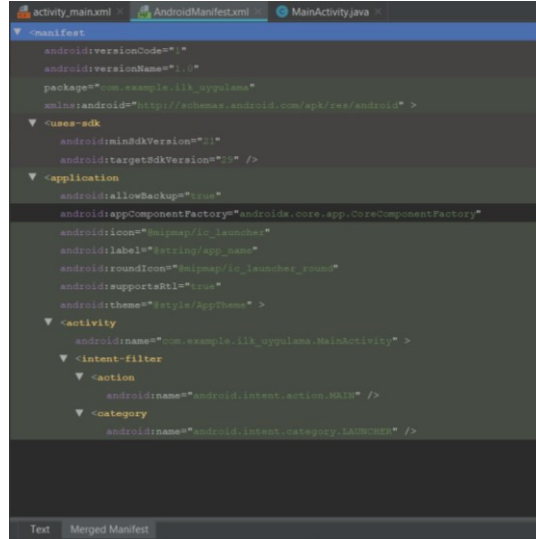 activity_main.xml AndroidManifest.xml MainActivity.java
<manifest
android:versionCode="1"
android:versionName="1.0"
package="com.example.ilk_uygulama"
xmlns:android="http://schemas.android.com/apk/res/android" >
<uses-sdk
android:minSdkVersion="21"
android:targetSdkVersion="29" />
<application
android:allowBackup="true"
android:appComponentFactory="androidx.core.app.CoreComponentFactory"
android:icon="@mipmap/ic_launcher"
android:label="@string/app_name"
android:roundIcon="@mipmap/ic_launcher_round"
android:supportsRtl="true"
android:theme="@style/AppTheme" >
<activity
android:name="com.example.ilk_uygulama.MainActivity" >
<intent-filter
<action
android:name="android.intent.action.MAIN" />
<category
android:name="android.intent.category.LAUNCHER" />
Text Merged Manifest